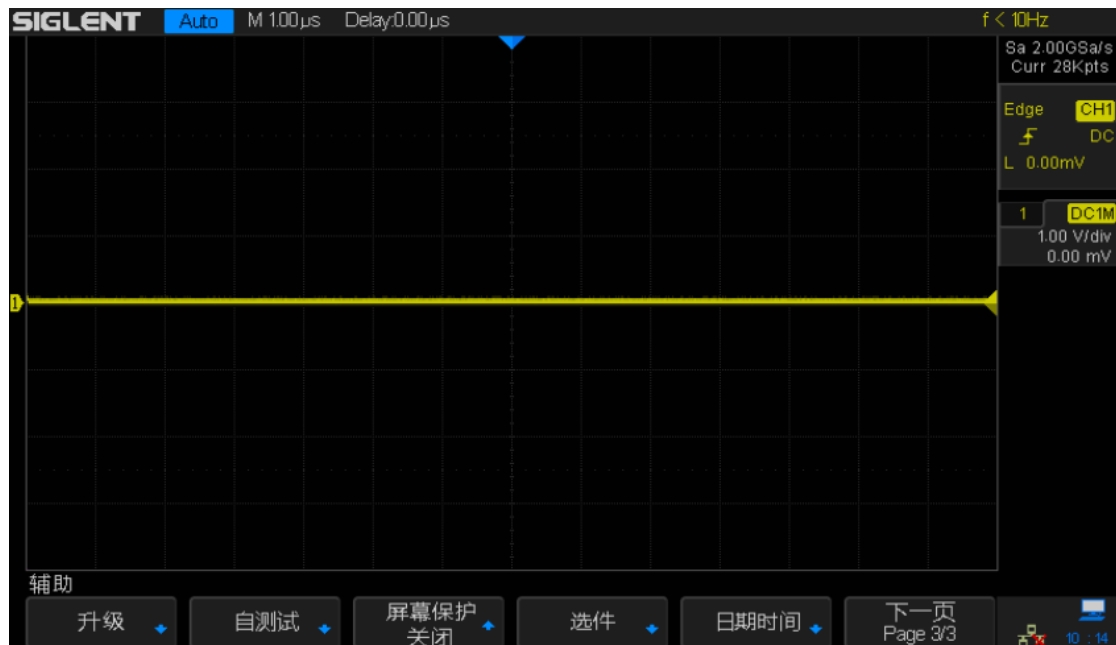 SIGLENT Auto M 1.00µs Delay:0.00µs f < 10Hz
Sa 2.00GSa/s
Curr 28Kpts
Edge CH1
DC
L 0.00mV
1 DC1M
1.00 V/div
0.00 mV
1
辅助
升级 自测试 屏幕保护 选件 日期时间 下一页
关闭 Page 3/3
10 : 14